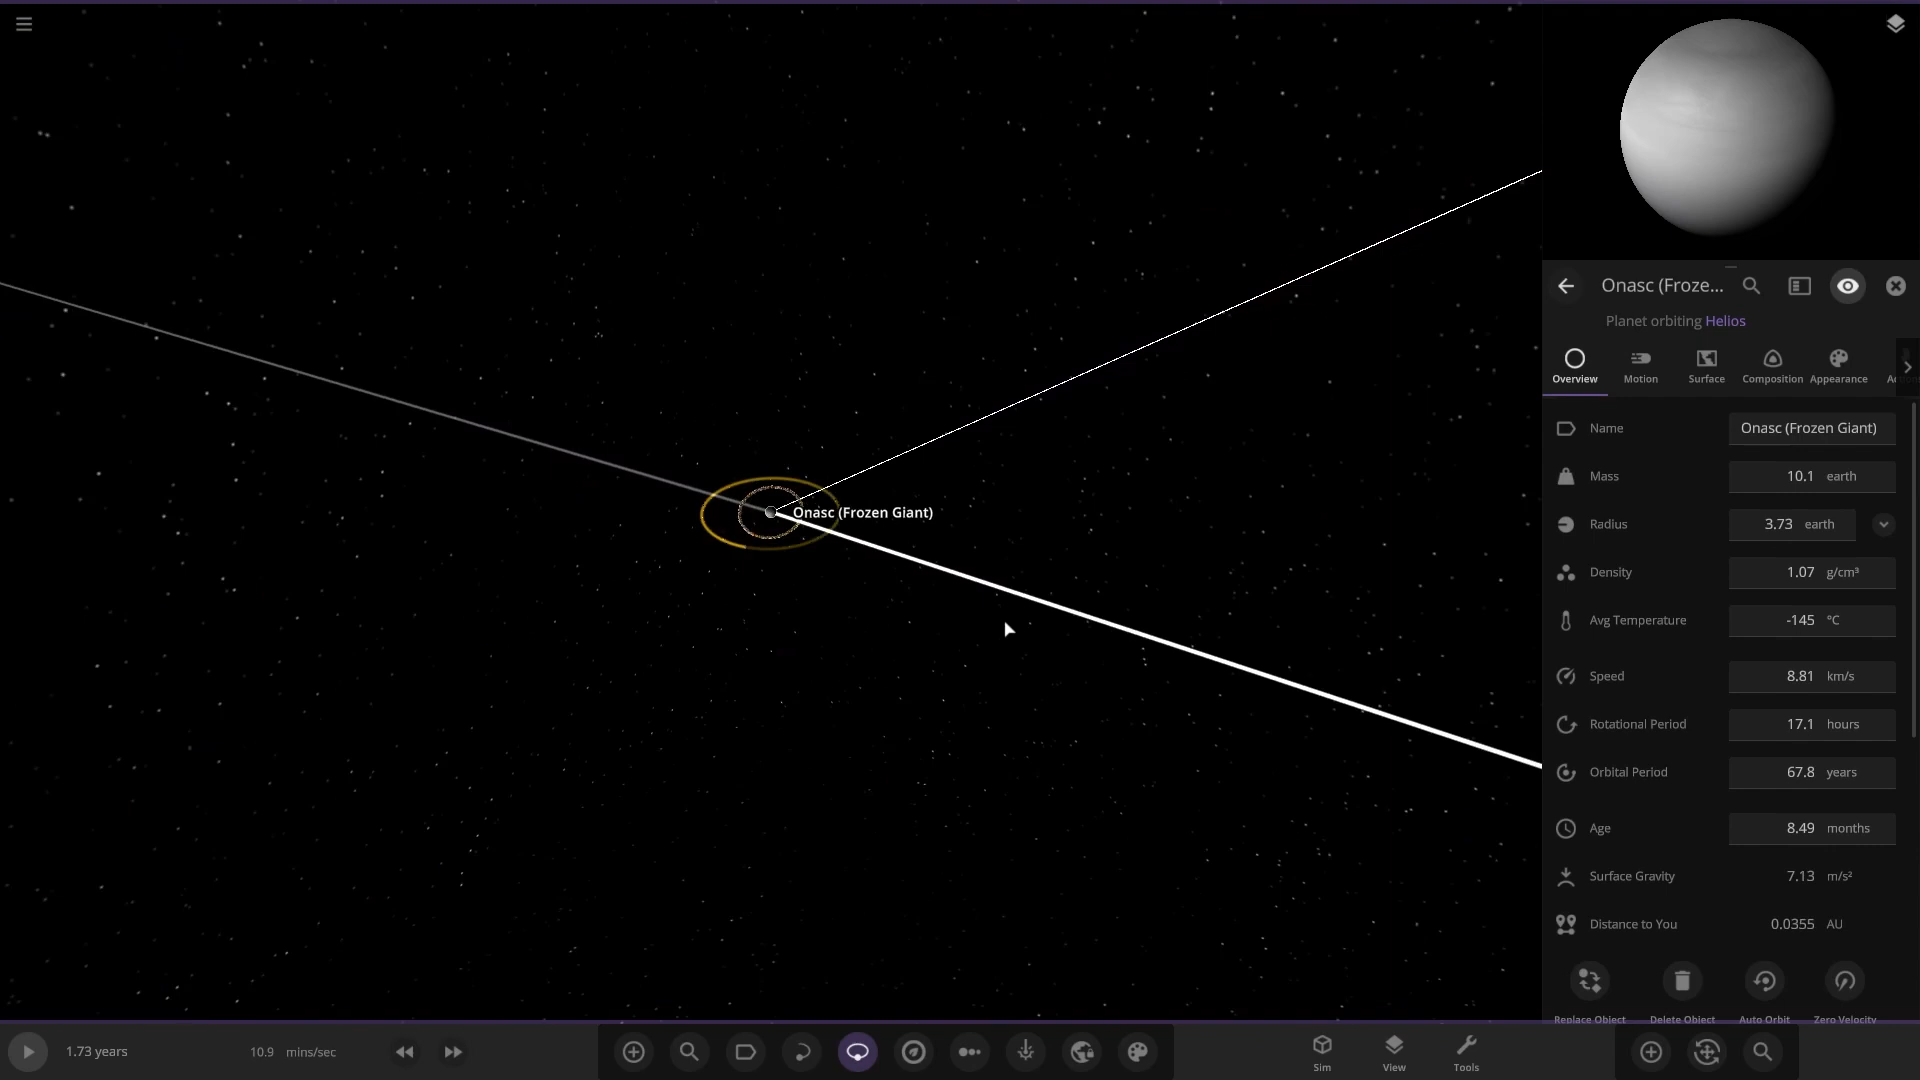 Onasc (Frozen Giant)
Onasc (Froze...
Planet orbiting Helios
Overview Motion Surface Composition Appearance
Name Onasc (Frozen Giant)
Mass 10.1 earth
Radius 3.73 earth
Density 1.07 g/cm³
Avg Temperature -145 °C
Speed 8.81 km/s
Rotational Period 17.1 hours
Orbital Period 67.8 years
Age 8.49 months
Surface Gravity 7.13 m/s²
Distance to You 0.0355 AU
Replace Object Delete Object Auto Orbit Zero Velocity
1.73 years 10.9 mins/sec
Sim View Tools